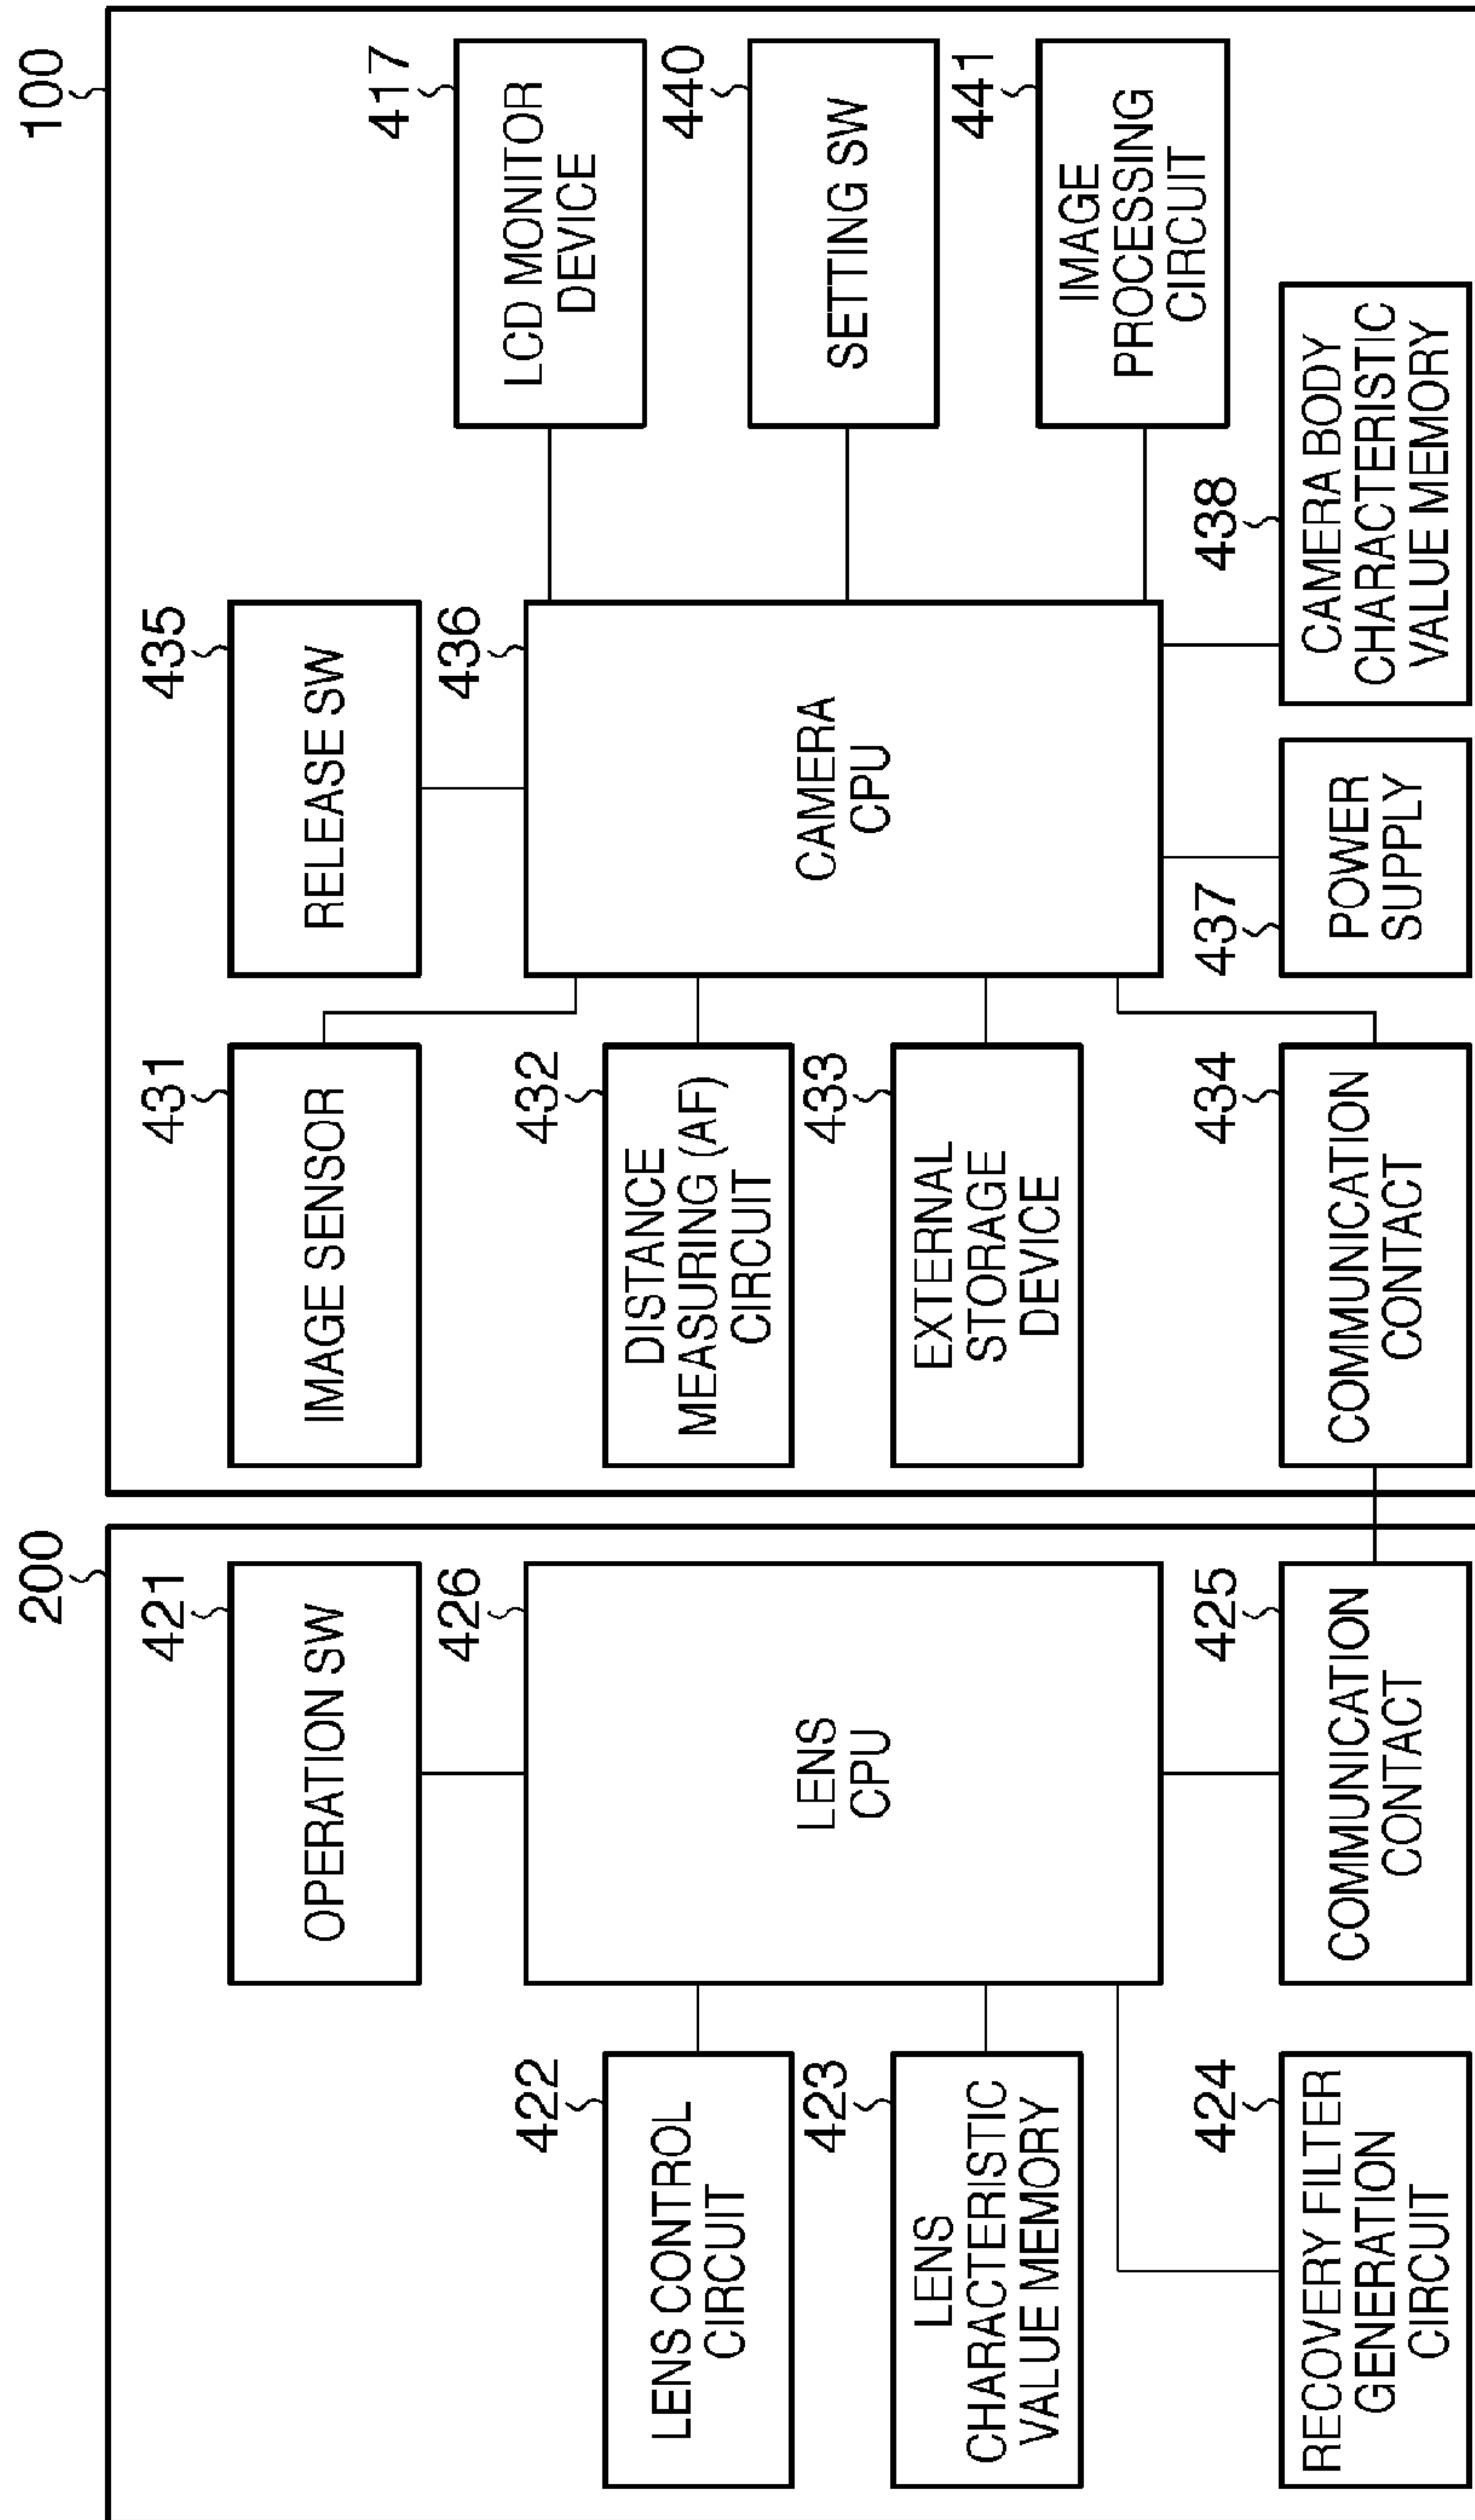 200
100
421
OPERATION SW
431
IMAGE SENSOR
435
RELEASE SW
417
LCD MONITOR
DEVICE
422
LENS CONTROL
CIRCUIT
426
LENS
CPU
432
DISTANCE
MEASURING (AF)
CIRCUIT
436
CAMERA
CPU
440
SETTING SW
423
LENS
CHARACTERISTIC
VALUE MEMORY
433
EXTERNAL
STORAGE
DEVICE
441
IMAGE
PROCESSING
CIRCUIT
424
RECOVERY FILTER
GENERATION
CIRCUIT
425
COMMUNICATION
CONTACT
434
COMMUNICATION
CONTACT
437
POWER
SUPPLY
438
CAMERA BODY
CHARACTERISTIC
VALUE MEMORY